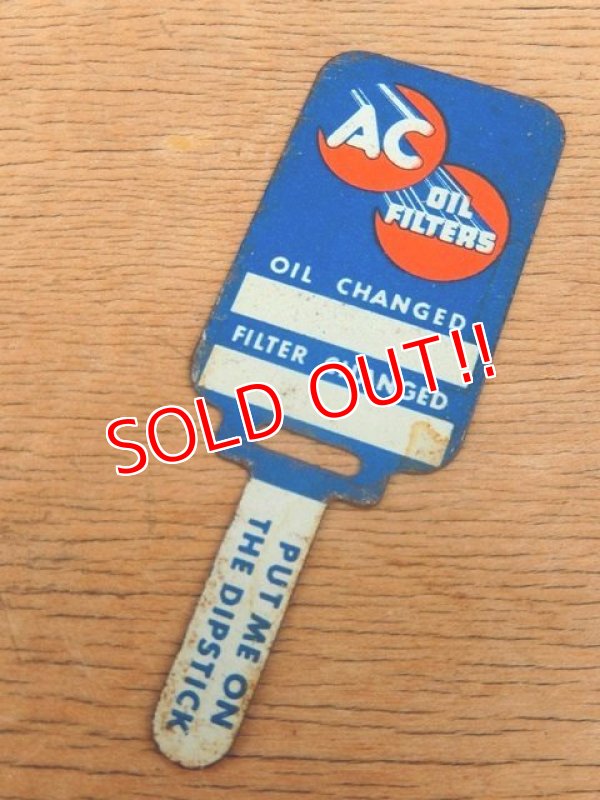 AC
OIL
FILTERS
OIL CHANGED
FILTER CHANGED
SOLD OUT!!
PUT ME ON
THE DIPSTICK